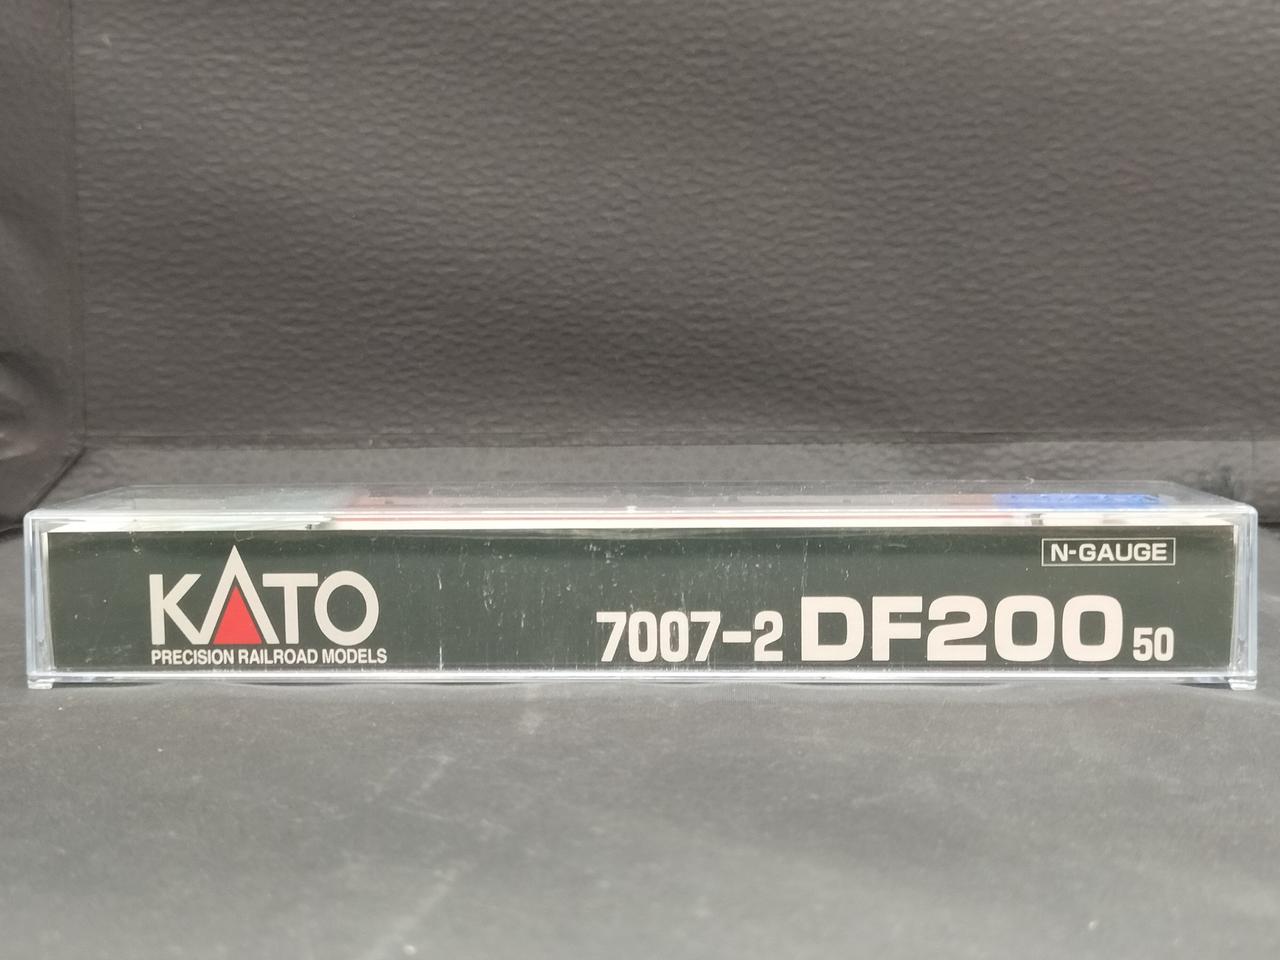 N-GAUGE
KATO
PRECISION RAILROAD MODELS
7007-2 DF200 50